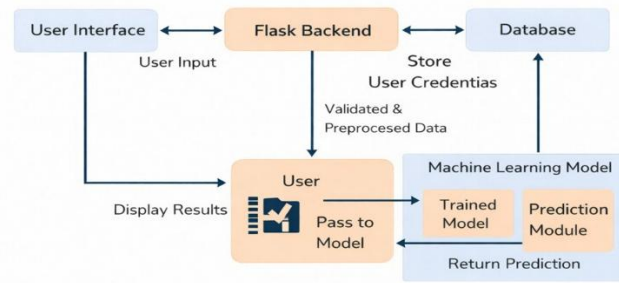 User Interface
Flask Backend
Database
User Input
Store
User Credentias
Validated &
Preprocesed Data
Machine Learning Model
User
Trained
Model
Prediction
Module
Display Results
Pass to
Model
Return Prediction